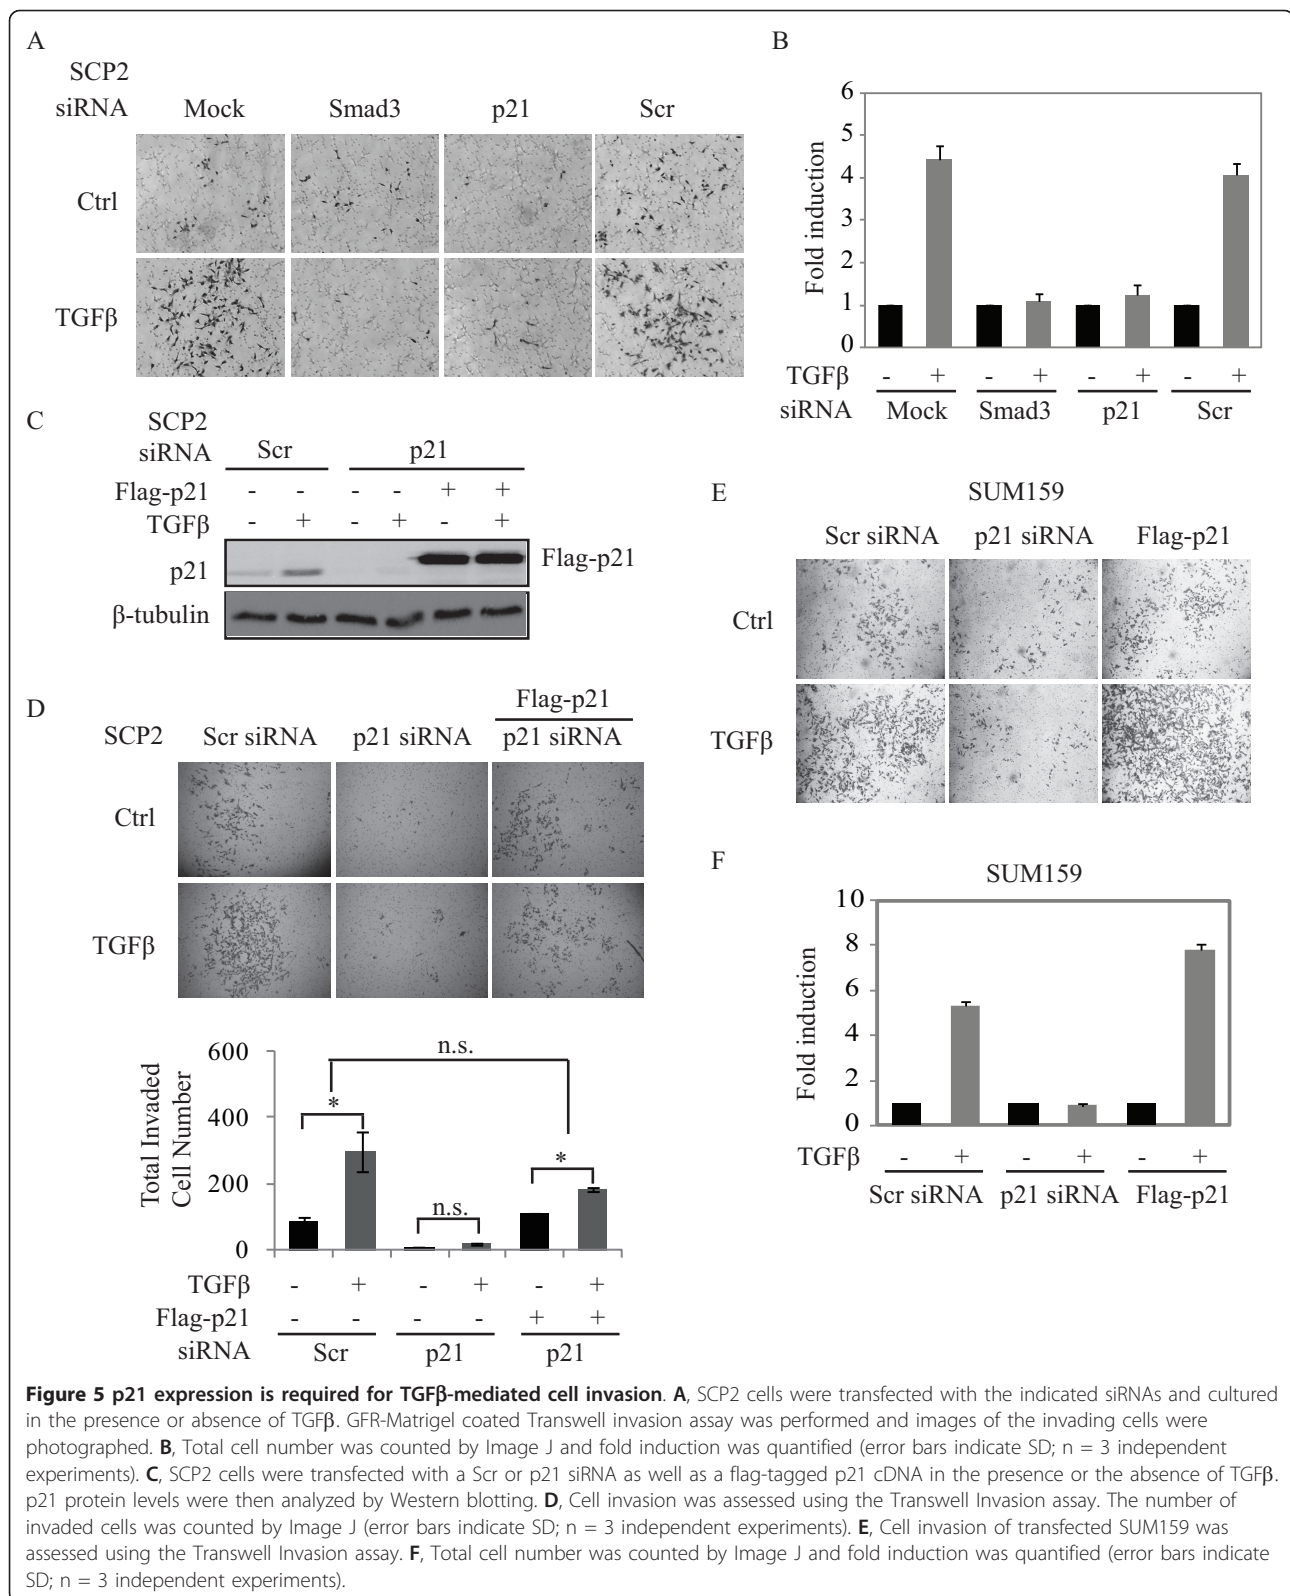 A
SCP2
siRNA Mock Smad3 p21 Scr
Ctrl
TGFβ
B
Fold induction
6
5
4
3
2
1
0
TGFβ - + - + - + - +
siRNA Mock Smad3 p21 Scr
C
SCP2
siRNA Scr p21
Flag-p21 - - - - + +
TGFβ - + - + - +
p21 Flag-p21
β-tubulin
D
Flag-p21
SCP2 Scr siRNA p21 siRNA p21 siRNA
Ctrl
TGFβ
Total Invaded
Cell Number
600
400
200
0
n.s.
*
n.s.
*
TGFβ - + - + - +
Flag-p21 - - - - + +
siRNA Scr p21 p21
E
SUM159
Scr siRNA p21 siRNA Flag-p21
Ctrl
TGFβ
F
SUM159
Fold induction
10
8
6
4
2
0
TGFβ - + - + - +
Scr siRNA p21 siRNA Flag-p21
Figure 5 p21 expression is required for TGFβ-mediated cell invasion. A, SCP2 cells were transfected with the indicated siRNAs and cultured
in the presence or absence of TGFβ. GFR-Matrigel coated Transwell invasion assay was performed and images of the invading cells were
photographed. B, Total cell number was counted by Image J and fold induction was quantified (error bars indicate SD; n = 3 independent
experiments). C, SCP2 cells were transfected with a Scr or p21 siRNA as well as a flag-tagged p21 cDNA in the presence or the absence of TGFβ.
p21 protein levels were then analyzed by Western blotting. D, Cell invasion was assessed using the Transwell Invasion assay. The number of
invaded cells was counted by Image J (error bars indicate SD; n = 3 independent experiments). E, Cell invasion of transfected SUM159 was
assessed using the Transwell Invasion assay. F, Total cell number was counted by Image J and fold induction was quantified (error bars indicate
SD; n = 3 independent experiments).